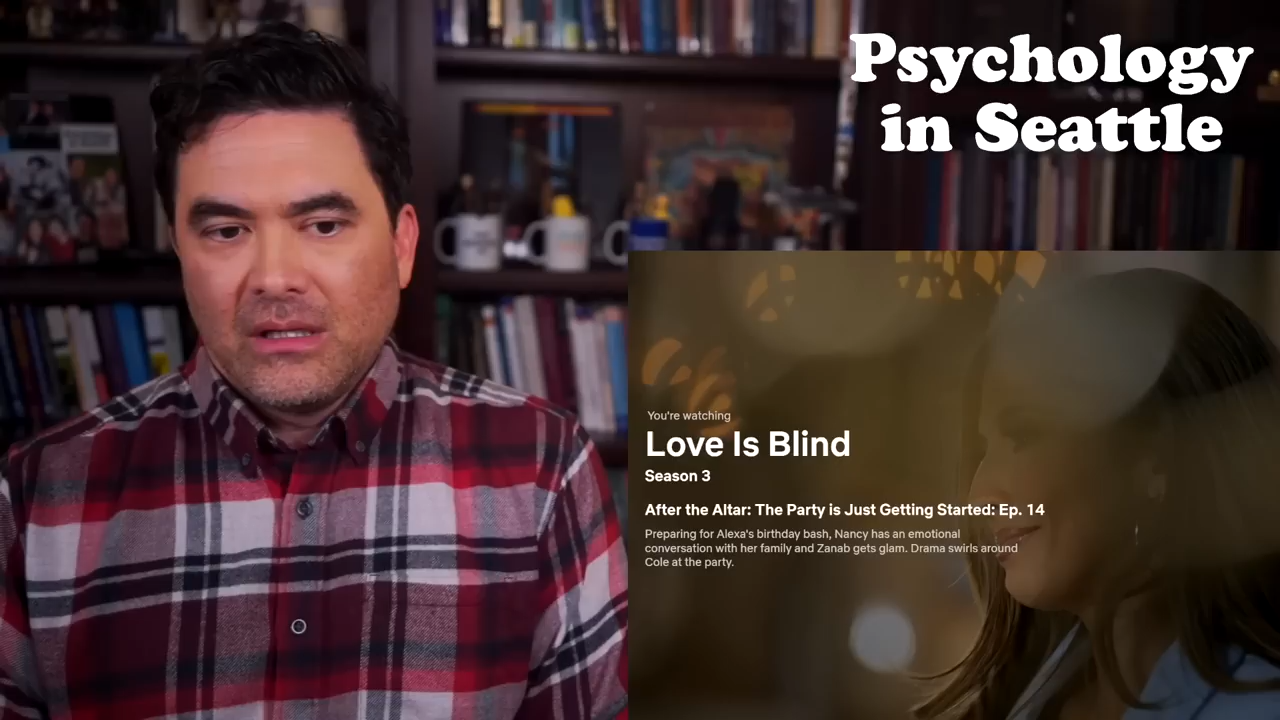 Psychology
in Seattle
You're watching
Love Is Blind
Season 3
After the Altar: The Party is Just Getting Started: Ep. 14
Preparing for Alexa's birthday bash, Nancy has an emotional
conversation with her family and Zanab gets glam. Drama swirls around
Cole at the party.